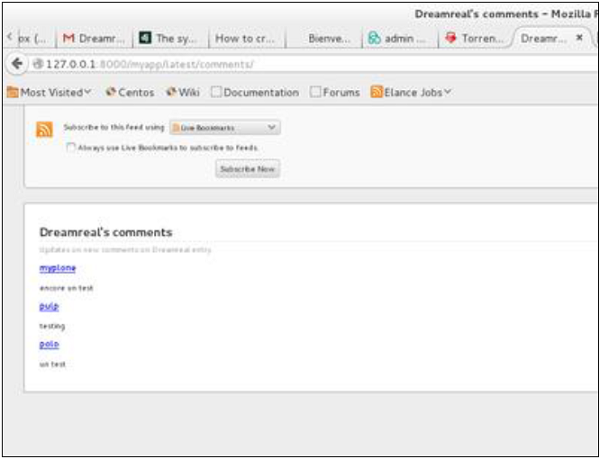 Dreamreal's comments - Mozilla F
ox (... Dreamr... The sy... How to cr... Bienve... admin ... Torren... Dreamr... ×
127.0.0.1:8000/myapp/latest/comments/
Most Visited Centos Wiki Documentation Forums Elance Jobs
Subscribe to this feed using Live Bookmarks
Always use Live Bookmarks to subscribe to feeds.
Subscribe Now
Dreamreal's comments
Updates on new comments on Dreamreal entry.
myplone
encore un test
pulp
testing
polo
un test